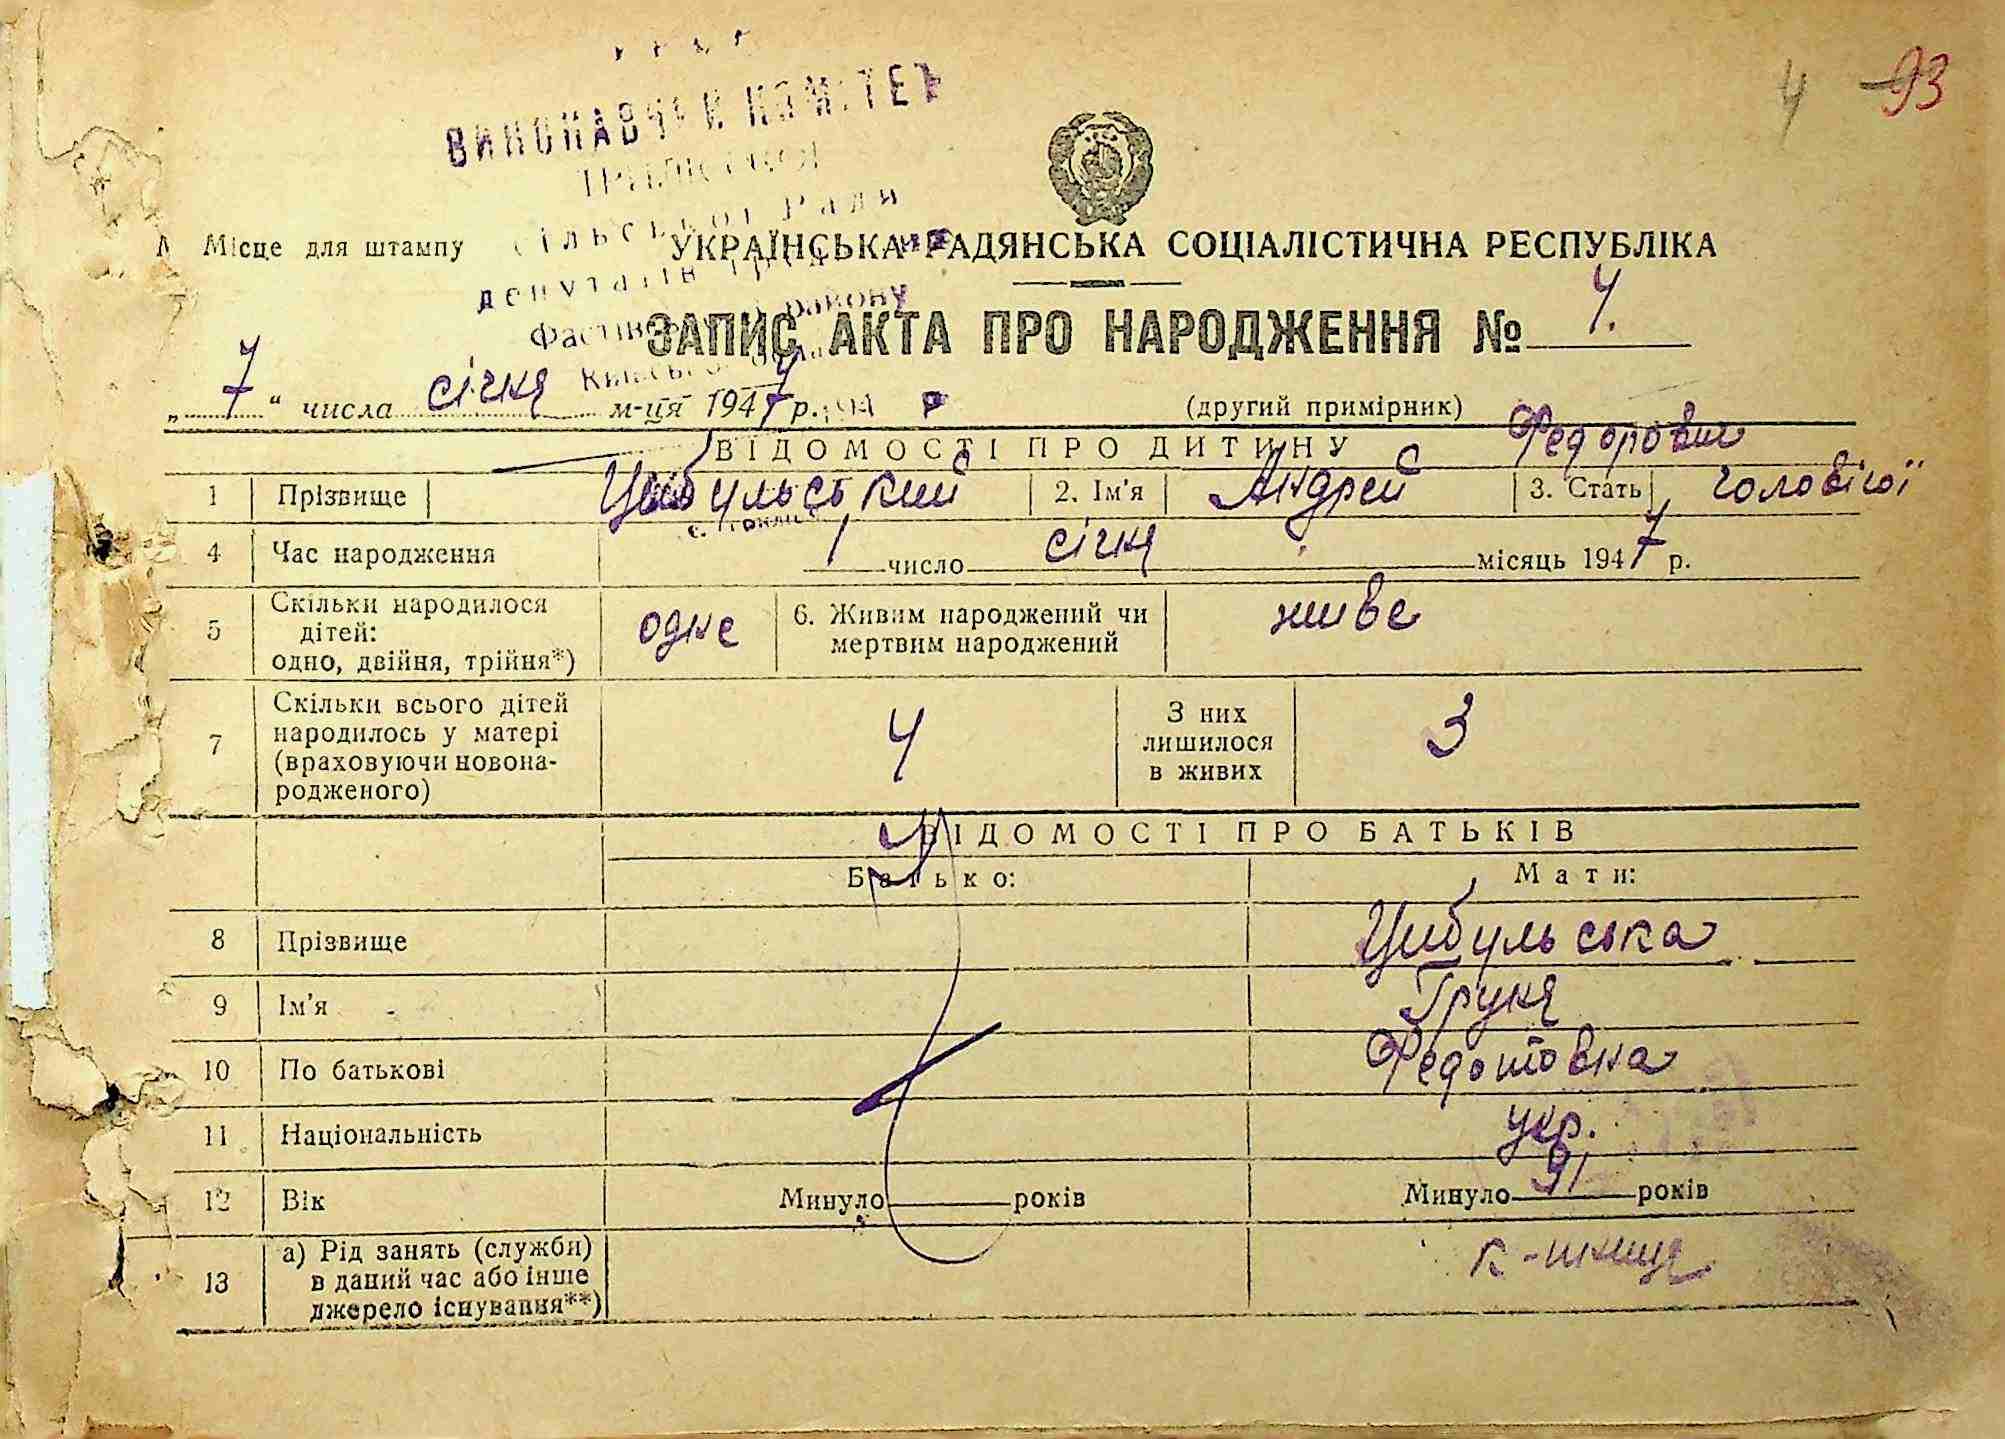 4 93
ВИКОНАВЧИЙ КОМІТЕТ
сільської Ради
депутатів
Фастівс району
Місце для штампу УКРАЇНСЬКА РАДЯНСЬКА СОЦІАЛІСТИЧНА РЕСПУБЛІКА
ЗАПИС АКТА ПРО НАРОДЖЕННЯ № 4.
„7“ числа січня м-ця 1947 р. (другий примірник)
ВІДОМОСТІ ПРО ДИТИНУ Федорович
1 Прізвище Цибульський 2. Ім'я Андрей 3. Стать
4 Час народження 1 число січня місяць 1947 р.
5 Скільки народилося дітей: одно, двійня, трійня*) одне 6. Живим народжений чи мертвим народжений живе
7 Скільки всього дітей народилось у матері (враховуючи новонародженого) 4 З них лишилося в живих 3
ВІДОМОСТІ ПРО БАТЬКІВ
Батько: Мати:
8 Прізвище Цибульська
9 Ім'я Груня
10 По батькові Федотовна
11 Національність укр.
12 Вік Минуло років Минуло 31 років
13 а) Рід занять (служби) в даний час або інше джерело існування**)